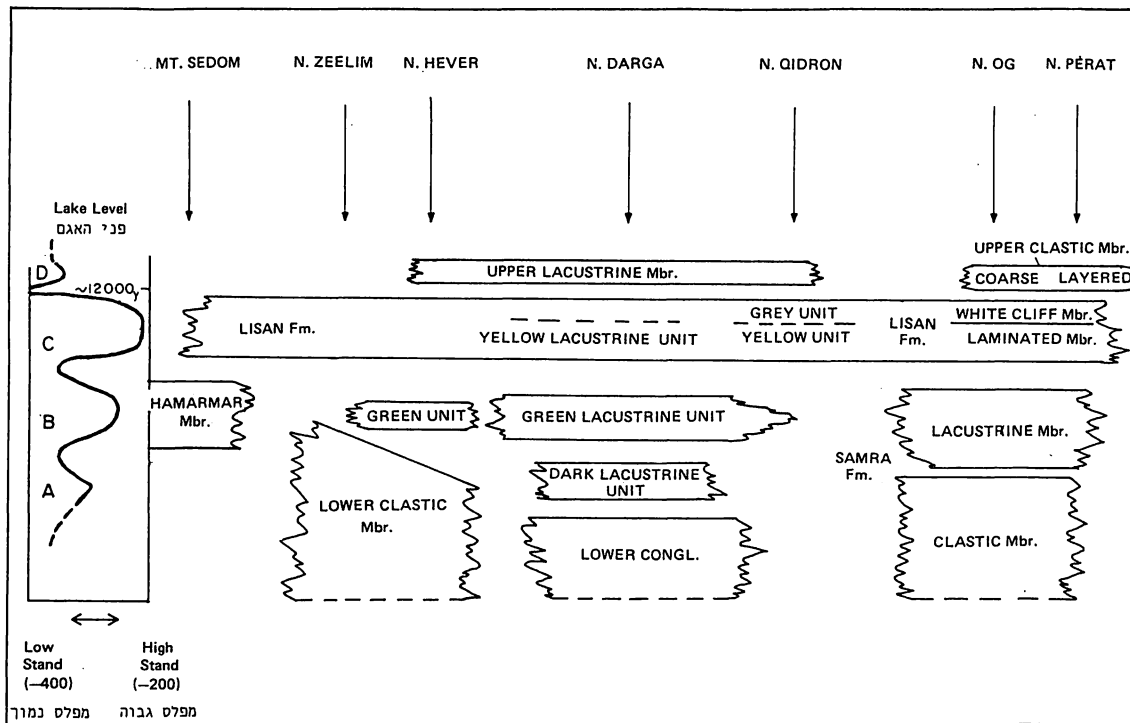 MT. SEDOM N. ZEELIM N. HEVER N. DARGA N. QIDRON N. OG N. PERAT
Lake Level
פני האגם
UPPER CLASTIC Mbr.
D
UPPER LACUSTRINE Mbr.
COARSE LAYERED
~12000y
LISAN Fm.
GREY UNIT
WHITE CLIFF Mbr.
YELLOW LACUSTRINE UNIT
YELLOW UNIT
LISAN
Fm.
LAMINATED Mbr.
C
HAMARMAR
Mbr.
B
GREEN UNIT
GREEN LACUSTRINE UNIT
LACUSTRINE Mbr.
SAMRA
Fm.
A
DARK LACUSTRINE
UNIT
LOWER CLASTIC
Mbr.
LOWER CONGL.
CLASTIC Mbr.
Low
Stand
(–400)
מפלס נמוך
High
Stand
(–200)
מפלס גבוה